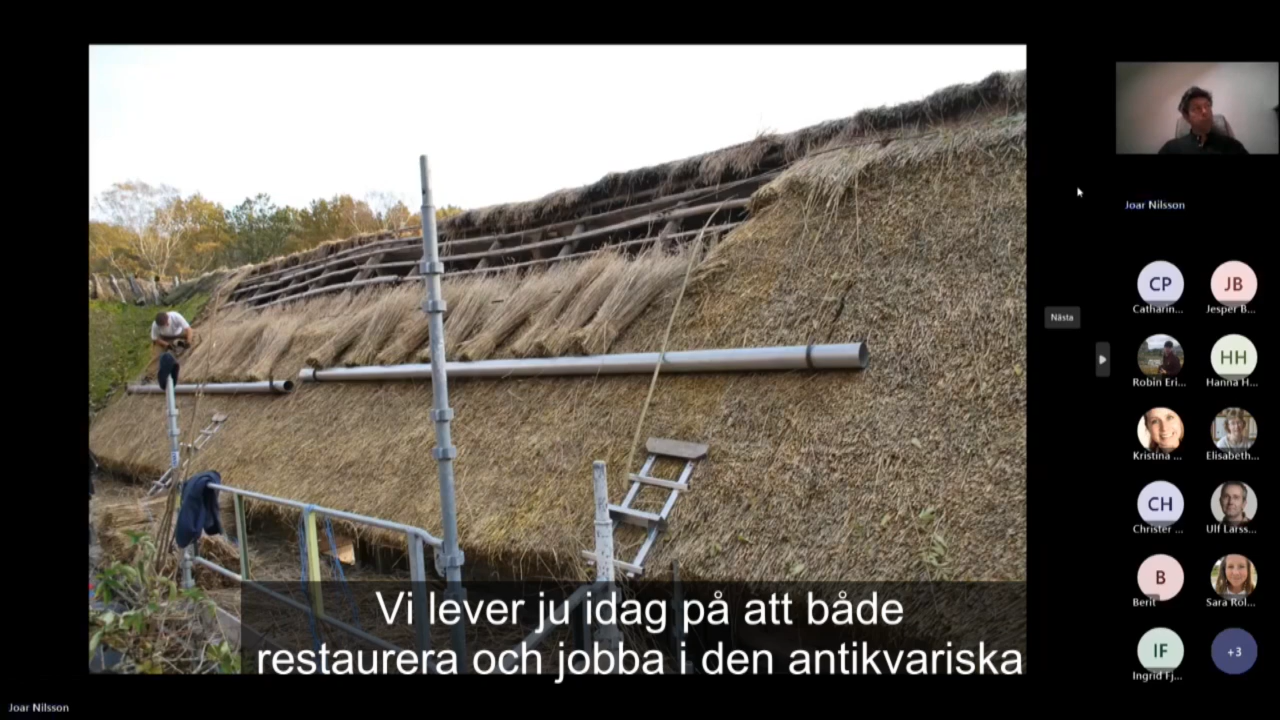 Joar Nilsson
CP
JB
Catharin...
Jesper B...
Nästa
HH
Robin Eri...
Hanna H...
Kristina ...
Elisabeth...
CH
Christer ...
Ulf Larss...
B
Berit
Sara Röl...
IF
+3
Ingrid Fj...
Vi lever ju idag på att både
restaurera och jobba i den antikvariska
Joar Nilsson